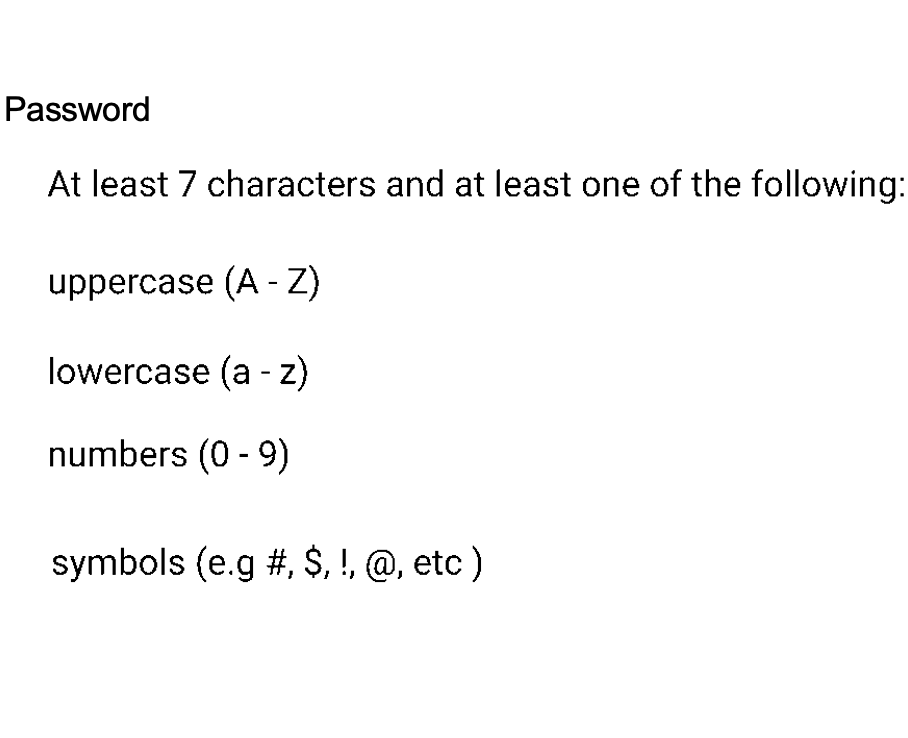 Password
At least 7 characters and at least one of the following:
uppercase (A - Z)
lowercase (a - z)
numbers (0 - 9)
symbols (e.g #, $, !, @, etc )